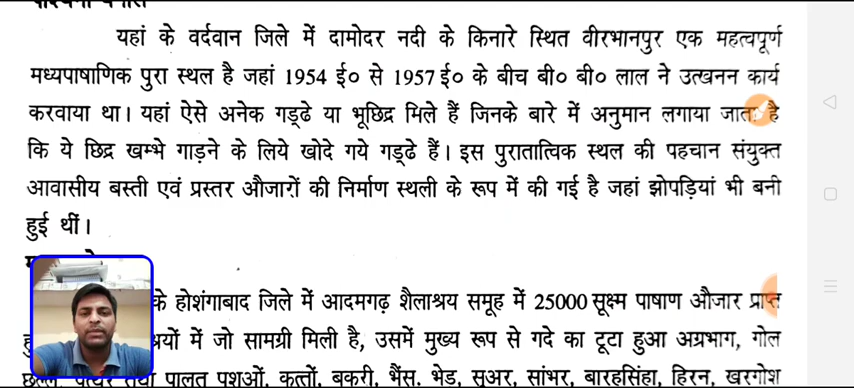 यहां के वर्दवान जिले में दामोदर नदी के किनारे स्थित वीरभानपुर एक महत्वपूर्ण
मध्यपाषाणिक पुरा स्थल है जहां 1954 ई० से 1957 ई० के बीच बी० बी० लाल ने उत्खनन कार्य
करवाया था। यहां ऐसे अनेक गड्ढे या भूछिद्र मिले हैं जिनके बारे में अनुमान लगाया जाता है
कि ये छिद्र खम्भे गाड़ने के लिये खोदे गये गड्ढे हैं। इस पुरातात्विक स्थल की पहचान संयुक्त
आवासीय बस्ती एवं प्रस्तर औजारों की निर्माण स्थली के रूप में की गई है जहां झोपड़ियां भी बनी
हुई थीं।
के होशंगाबाद जिले में आदमगढ़ शैलाश्रय समूह में 25000 सूक्ष्म पाषाण औजार प्राप्त
में जो सामग्री मिली है, उसमें मुख्य रूप से गदे का टूटा हुआ अग्रभाग, गोल
तथा पालतू पशुओं, कुत्तों, बकरी, भैंस, भेड़, सूअर, सांभर, बारहसिंहा, हिरन, खरगोश